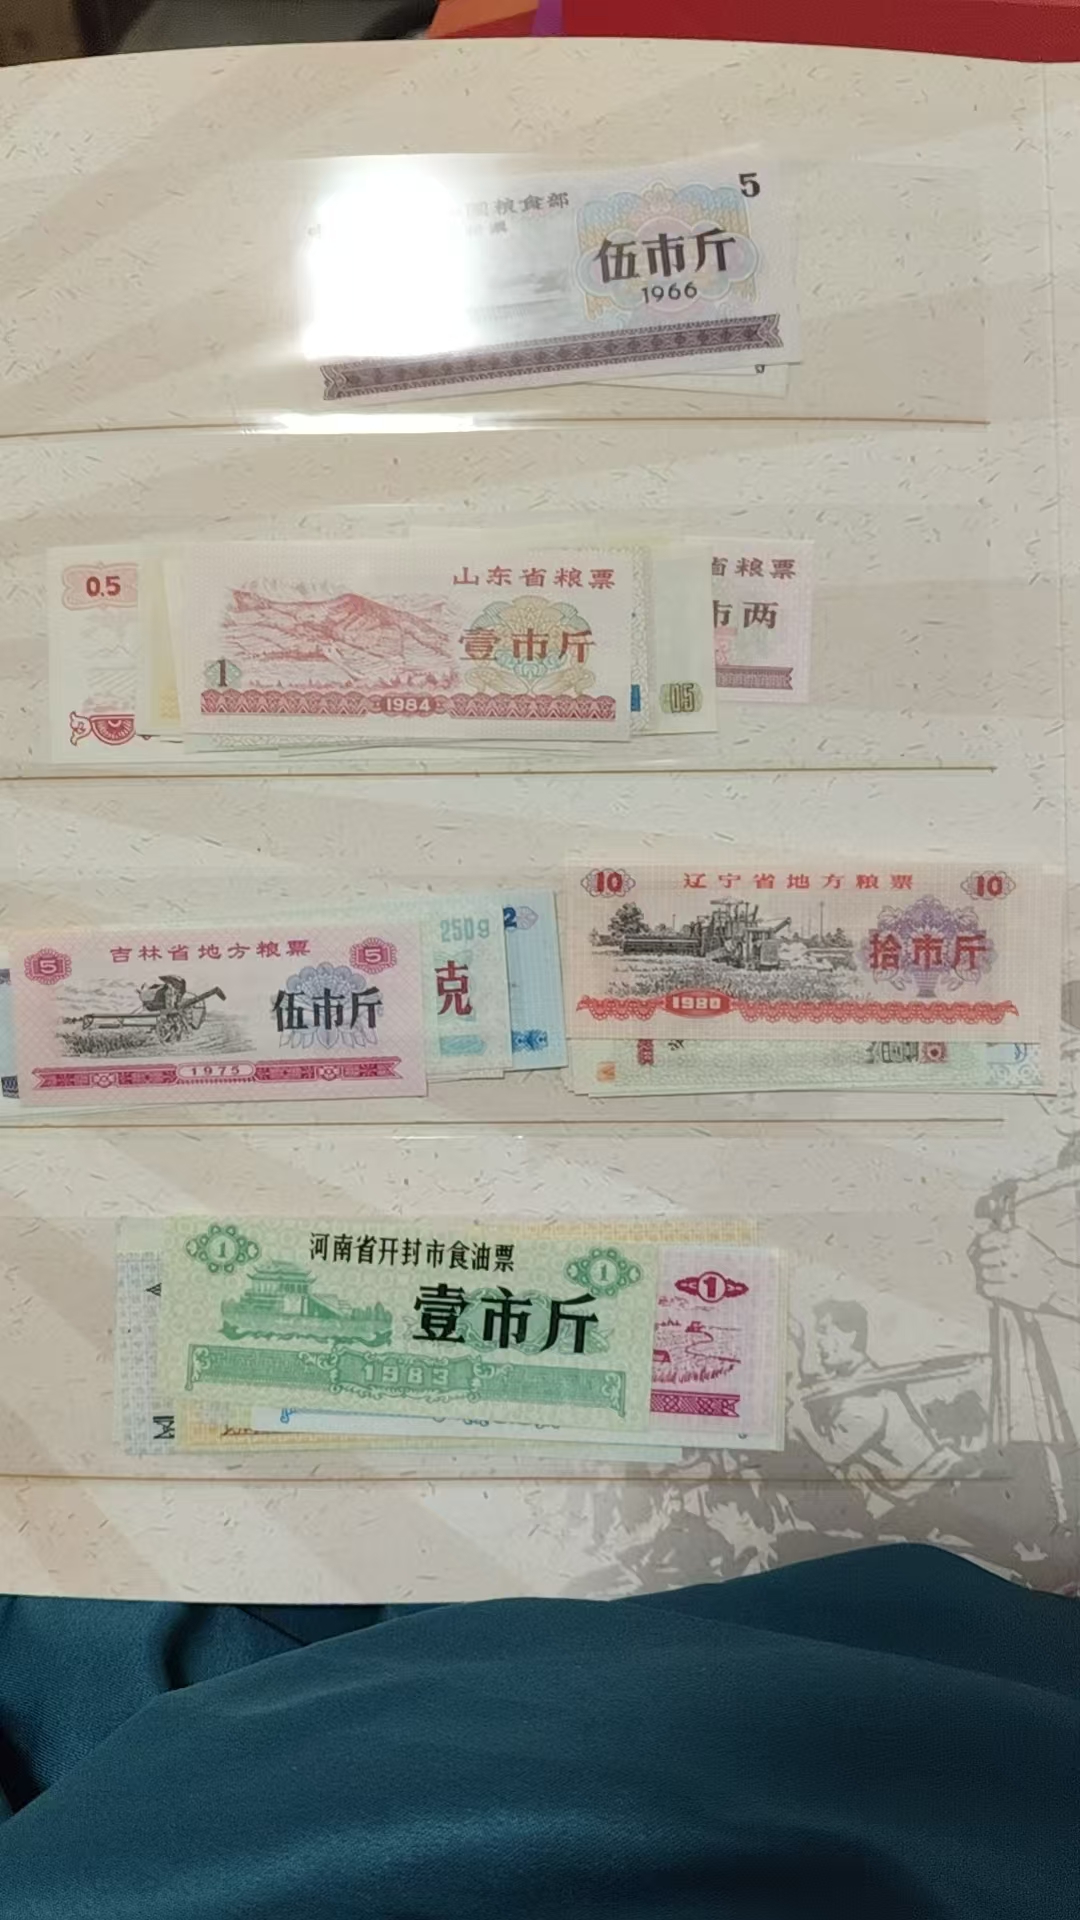 5
国粮食部
伍市斤
1966
0.5
山东省粮票
壹市斤
1
1984
0.5
省粮票
市两
吉林省地方粮票
5
5
伍市斤
1975
250g
克
2
10
辽宁省地方粮票
10
拾市斤
1980
1
河南省开封市食油票
1
壹市斤
1983
1